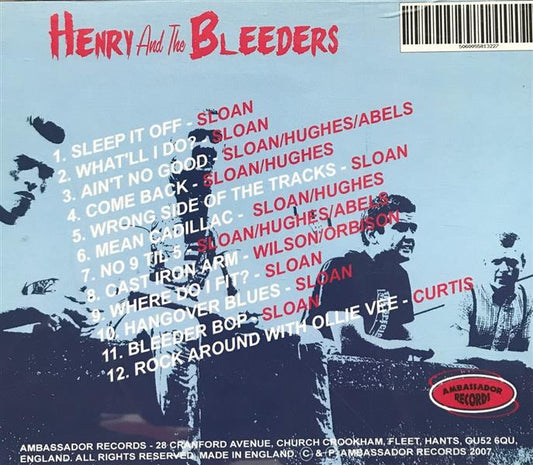 HENRY And The BLEEDERS
5060055813227
1. SLEEP IT OFF - SLOAN
2. WHAT'LL I DO? - SLOAN
3. AIN'T NO GOOD - SLOAN/HUGHES/ABELS
4. COME BACK - SLOAN/HUGHES
5. WRONG SIDE OF THE TRACKS - SLOAN
6. MEAN CADILLAC - SLOAN/HUGHES
7. NO 9 TIL 5 - SLOAN/HUGHES/ABELS
8. CAST IRON ARM - WILSON/ORBISON
9. WHERE DO I FIT? - SLOAN
10. HANGOVER BLUES - SLOAN
11. BLEEDER BOP - SLOAN
12. ROCK AROUND WITH OLLIE VEE - CURTIS
AMBASSADOR
RECORDS
AMBASSADOR RECORDS - 28 CRANFORD AVENUE, CHURCH CROOKHAM, FLEET, HANTS, GU52 6QU,
ENGLAND. ALL RIGHTS RESERVED. MADE IN ENGLAND. © & ℗ AMBASSADOR RECORDS 2007